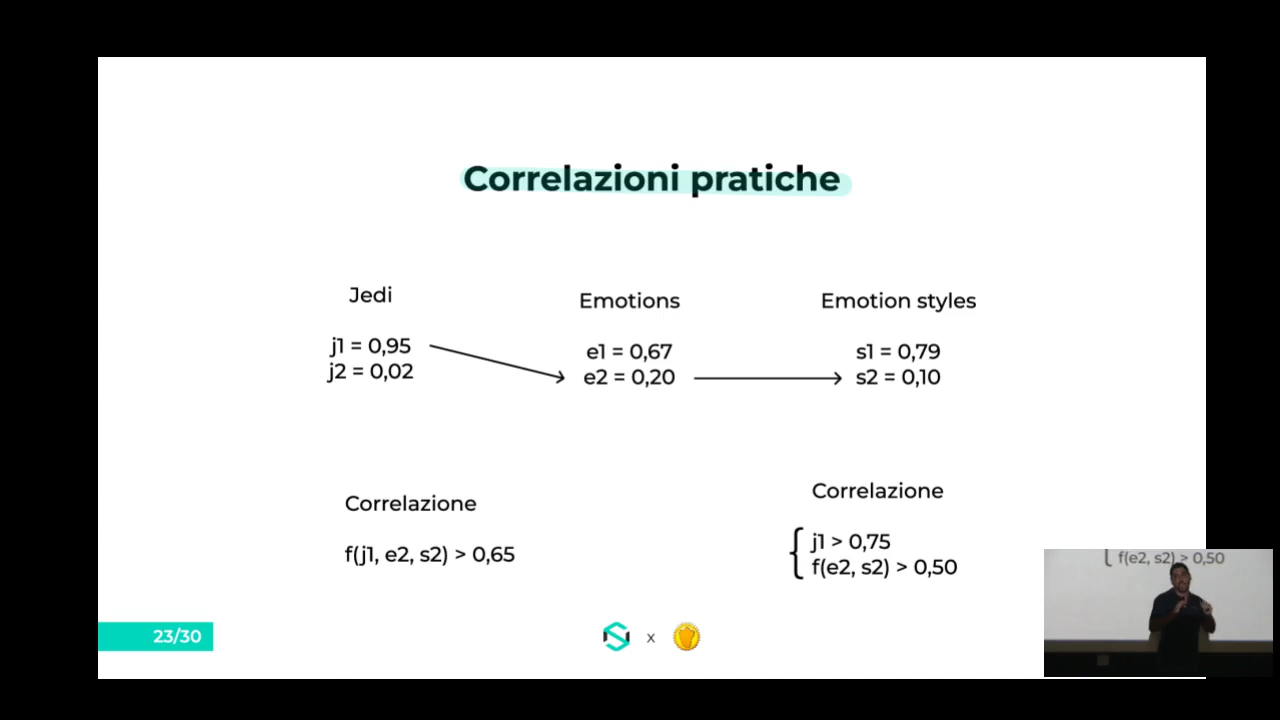 Correlazioni pratiche
Jedi
j1 = 0,95
j2 = 0,02
Emotions
e1 = 0,67
e2 = 0,20
Emotion styles
s1 = 0,79
s2 = 0,10
Correlazione
f(j1, e2, s2) > 0,65
Correlazione
{ j1 > 0,75
f(e2, s2) > 0,50
23/30
x
f(e2, s2) > 0,50